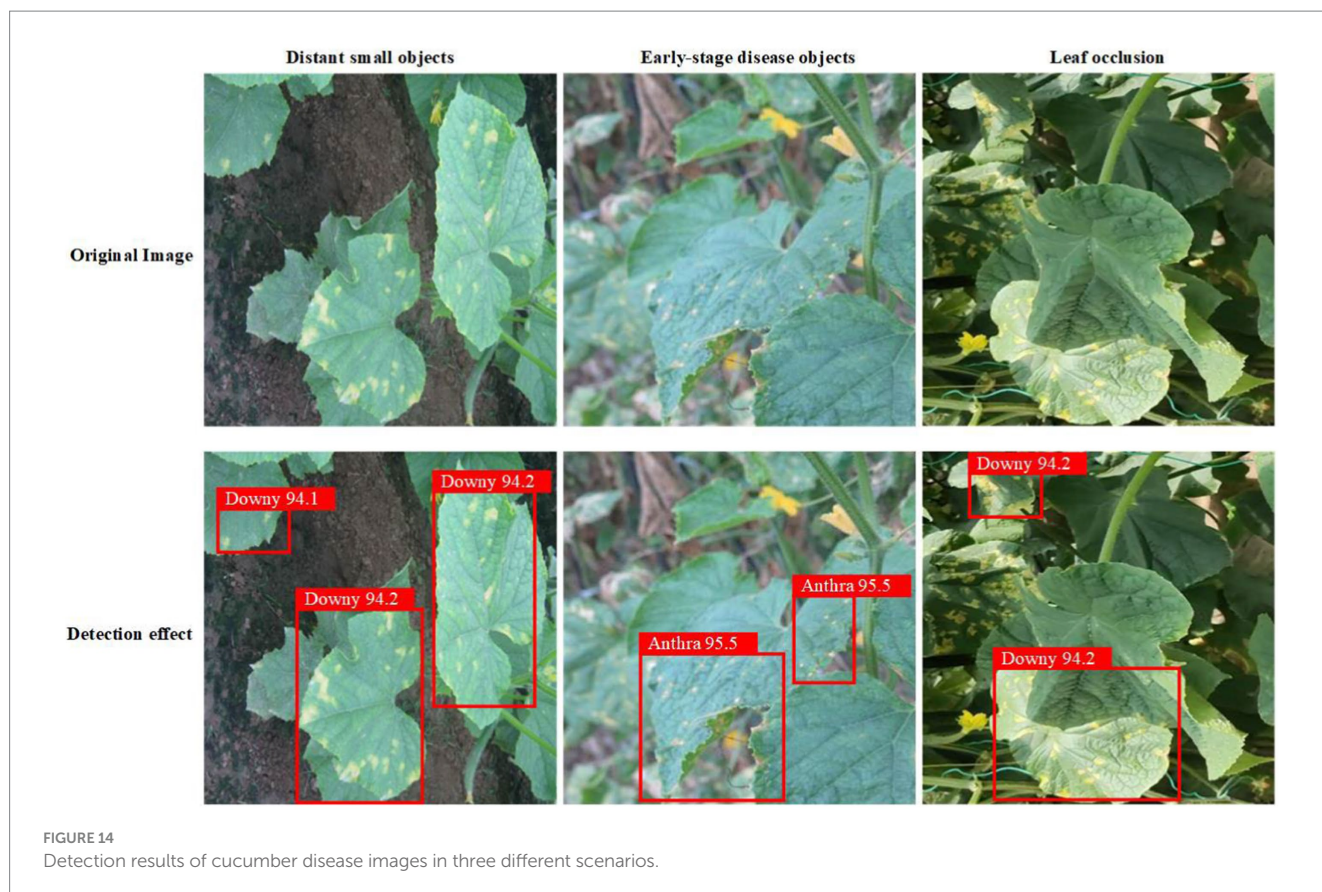 Distant small objects
Early-stage disease objects
Leaf occlusion
Original Image
Detection effect
Downy 94.1
Downy 94.2
Downy 94.2
Anthra 95.5
Anthra 95.5
Downy 94.2
Downy 94.2
FIGURE 14
Detection results of cucumber disease images in three different scenarios.